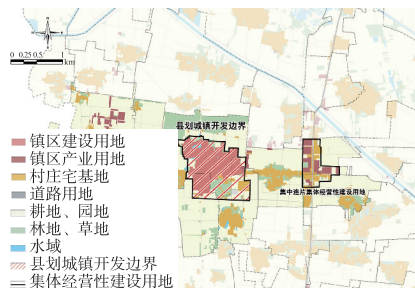 0 0.25 0.5 1
km
县划城镇开发边界
集中连片集体经营性建设用地
镇区建设用地
镇区产业用地
村庄宅基地
道路用地
耕地、园地
林地、草地
水域
县划城镇开发边界
集体经营性建设用地